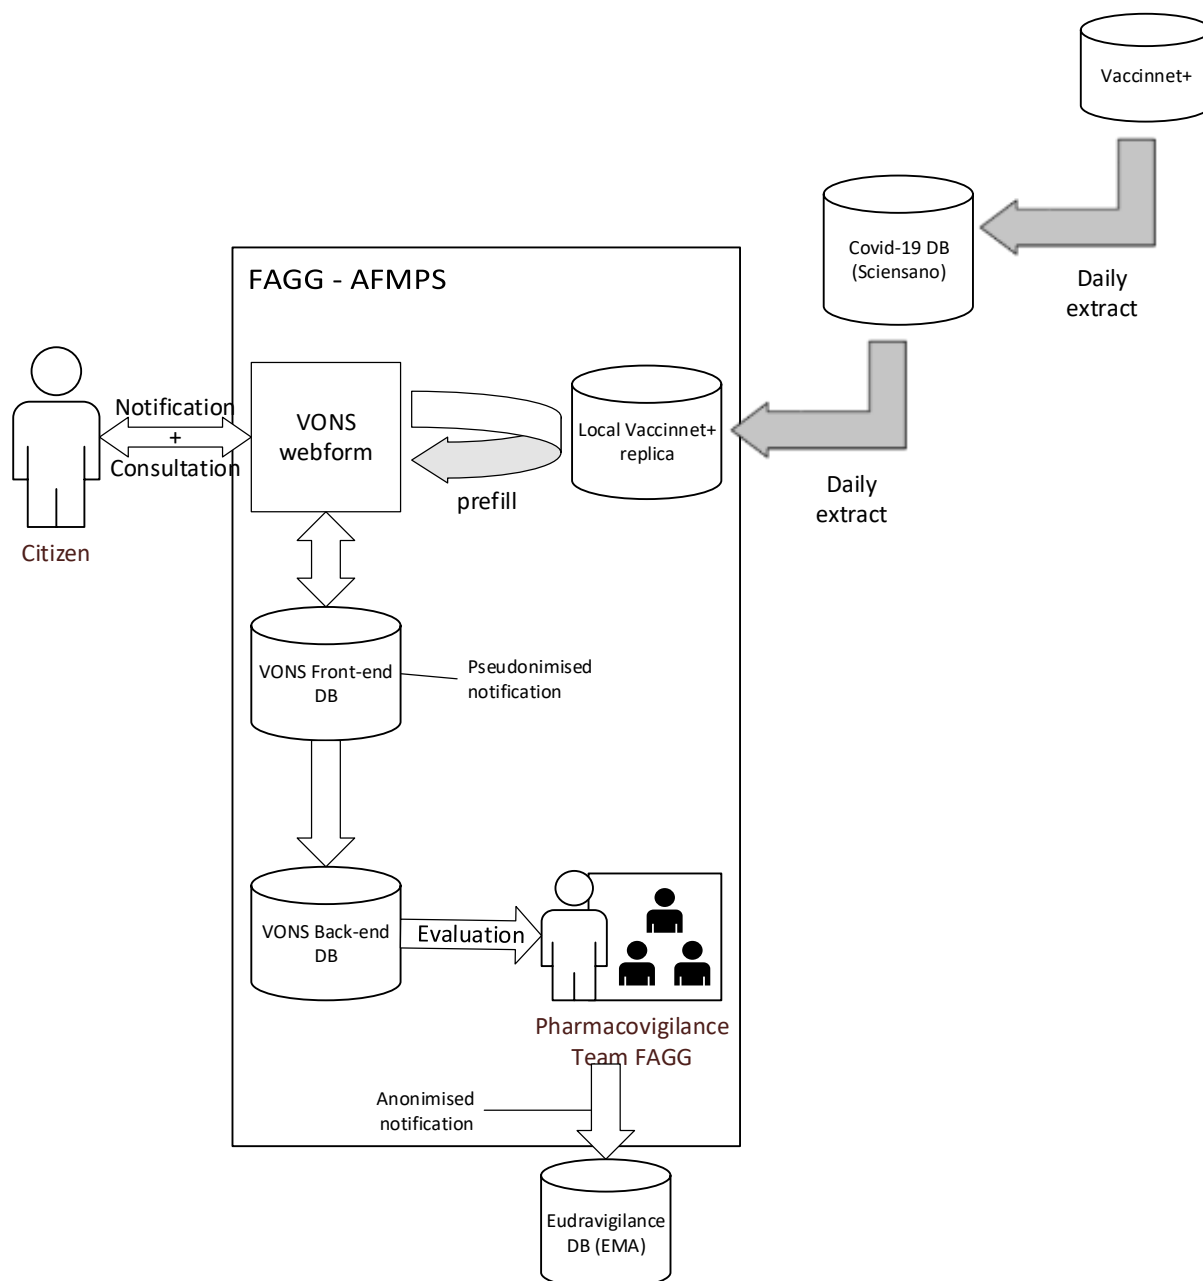 Vaccinnet+
Covid-19 DB
(Sciensano)
Daily
extract
FAGG - AFMPS
Notification
+
Consultation
VONS
webform
Local Vaccinnet+
replica
prefill
Daily
extract
Citizen
VONS Front-end
DB
Pseudonimised
notification
VONS Back-end
DB
Evaluation
Pharmacovigilance
Team FAGG
Anonimised
notification
Eudravigilance
DB (EMA)